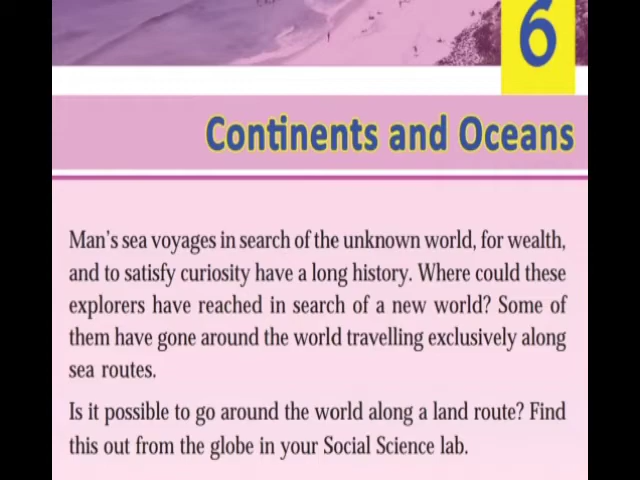 6
Continents and Oceans
Man's sea voyages in search of the unknown world, for wealth,
and to satisfy curiosity have a long history. Where could these
explorers have reached in search of a new world? Some of
them have gone around the world travelling exclusively along
sea routes.
Is it possible to go around the world along a land route? Find
this out from the globe in your Social Science lab.